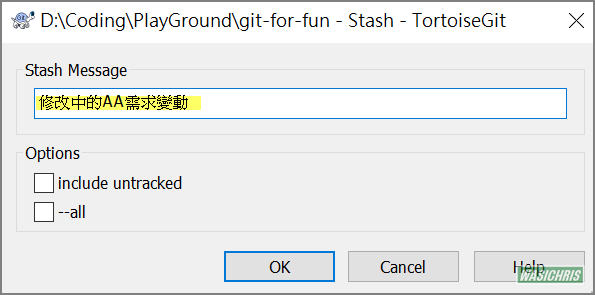 D:\Coding\PlayGround\git-for-fun - Stash - TortoiseGit
Stash Message
修改中的AA需求變動
Options
include untracked
--all
OK Cancel Help
WASICHRIS